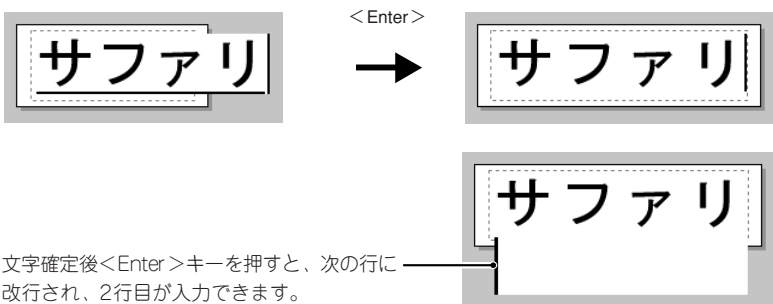 ＜Enter＞
サファリ
サファリ
サファリ
文字確定後＜Enter＞キーを押すと、次の行に
改行され、2行目が入力できます。